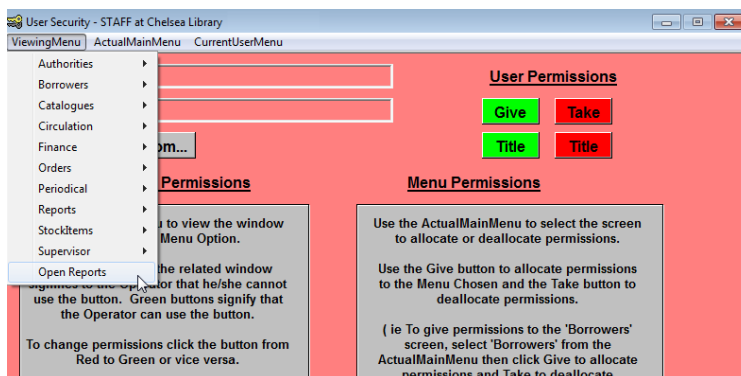 User Security - STAFF at Chelsea Library
ViewingMenu ActualMainMenu CurrentUserMenu
Authorities
Borrowers
Catalogues
Circulation
Finance
Orders
Periodical
Reports
StockItems
Supervisor
Open Reports
om...
Permissions
u to view the window
Menu Option.
the related window
signifies to the Operator that he/she cannot
use the button. Green buttons signify that
the Operator can use the button.
To change permissions click the button from
Red to Green or vice versa.
User Permissions
Give Take
Title Title
Menu Permissions
Use the ActualMainMenu to select the screen
to allocate or deallocate permissions.
Use the Give button to allocate permissions
to the Menu Chosen and the Take button to
deallocate permissions.
( ie To give permissions to the 'Borrowers'
screen, select 'Borrowers' from the
ActualMainMenu then click Give to allocate
permissions and Take to deallocate